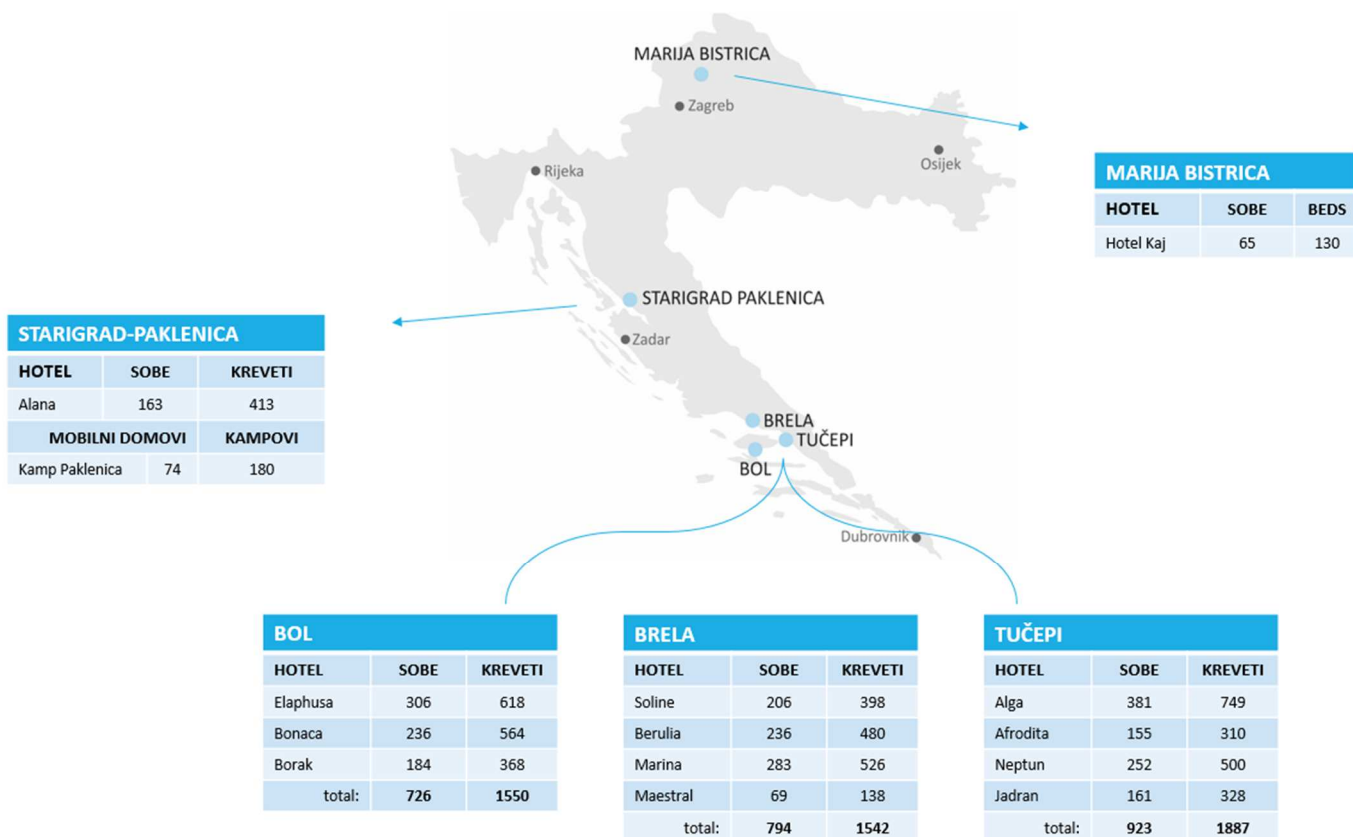 MARIJA BISTRICA
Zagreb
Rijeka
Osijek
STARIGRAD PAKLENICA
Zadar
BRELA
TUČEPI
BOL
Dubrovnik
MARIJA BISTRICA
HOTEL SOBE BEDS
Hotel Kaj 65 130
STARIGRAD-PAKLENICA
HOTEL SOBE KREVETI
Alana 163 413
MOBILNI DOMOVI KAMPOVI
Kamp Paklenica 74 180
BOL
HOTEL SOBE KREVETI
Elaphusa 306 618
Bonaca 236 564
Borak 184 368
total: 726 1550
BRELA
HOTEL SOBE KREVETI
Soline 206 398
Berulia 236 480
Marina 283 526
Maestral 69 138
total: 794 1542
TUČEPI
HOTEL SOBE KREVETI
Alga 381 749
Afrodita 155 310
Neptun 252 500
Jadran 161 328
total: 923 1887